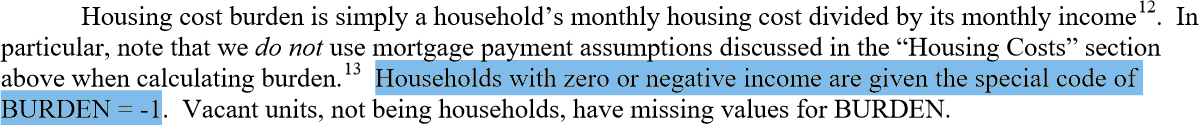 Housing cost burden is simply a household’s monthly housing cost divided by its monthly income12. In
particular, note that we do not use mortgage payment assumptions discussed in the “Housing Costs” section
above when calculating burden.13 Households with zero or negative income are given the special code of
BURDEN = -1. Vacant units, not being households, have missing values for BURDEN.